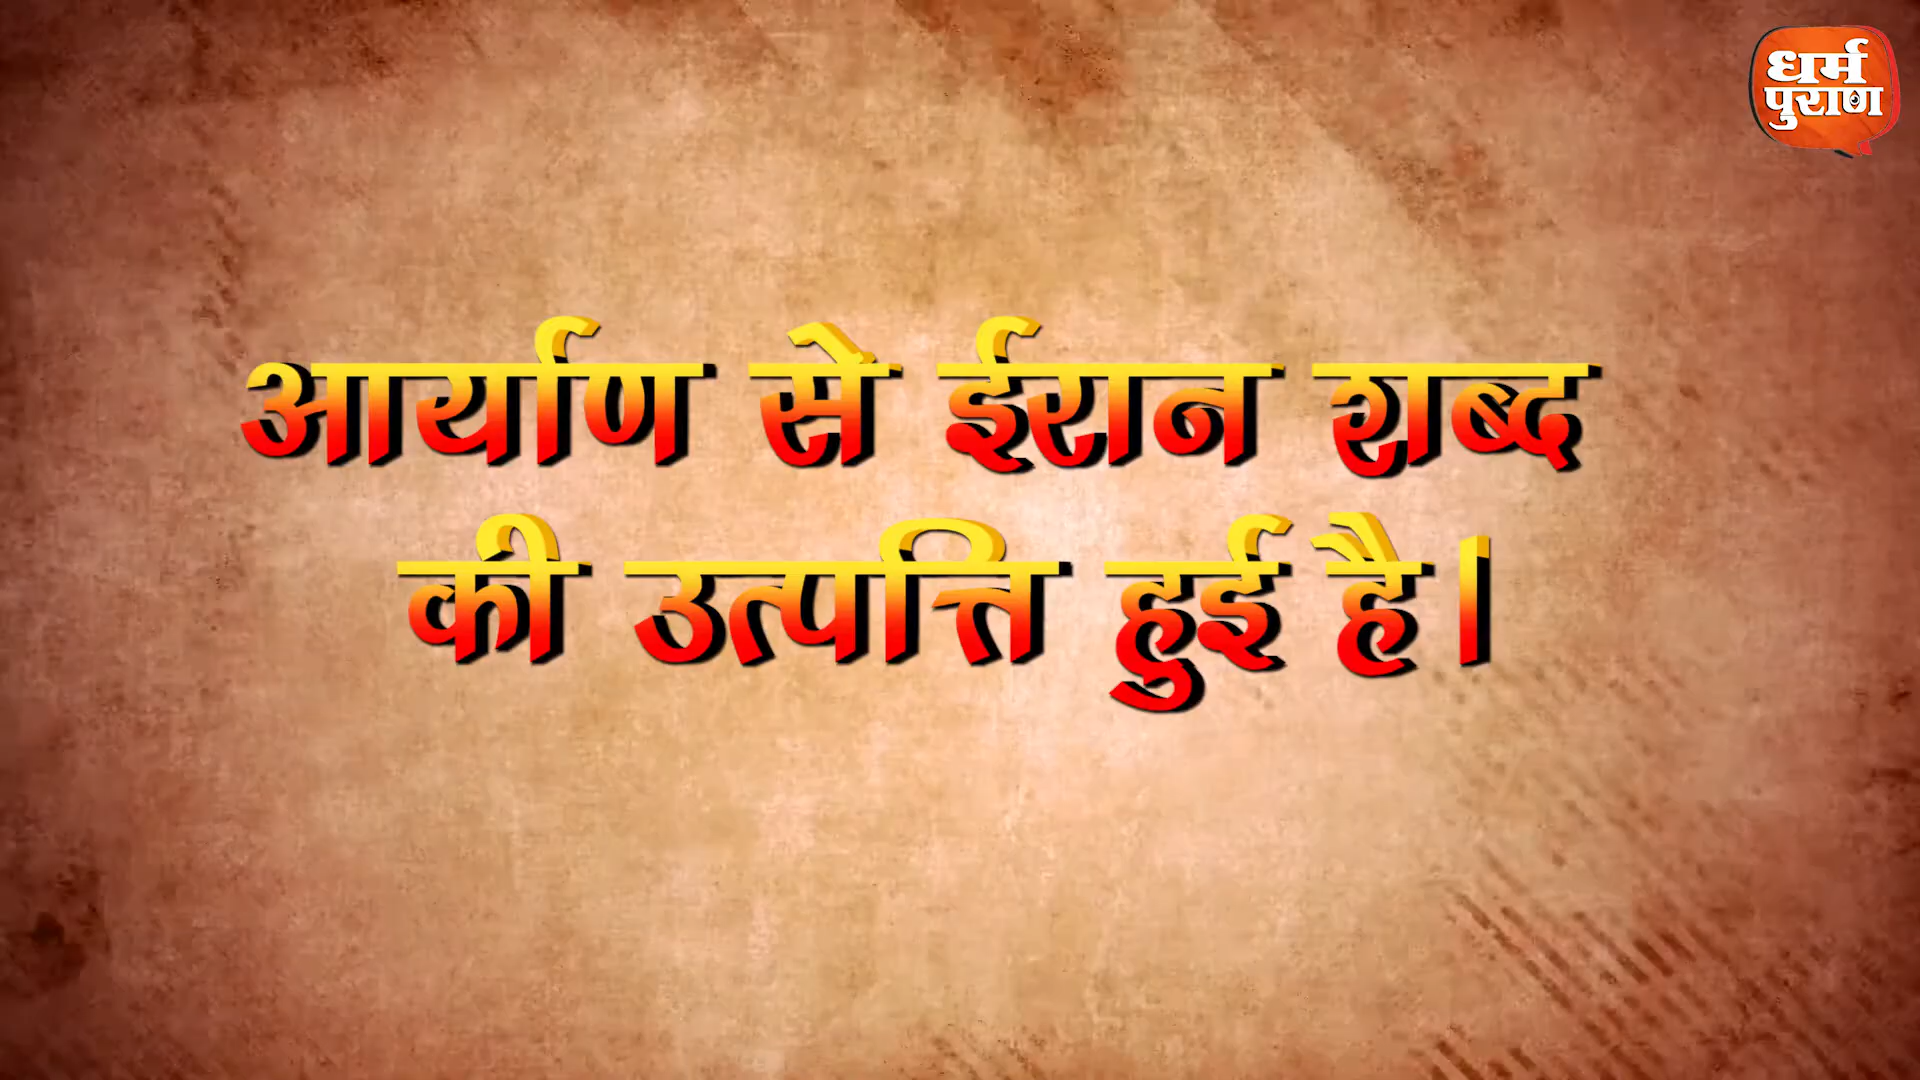 धर्म
पुराण
आर्याण से ईरान शब्द
की उत्पत्ति हुई है।